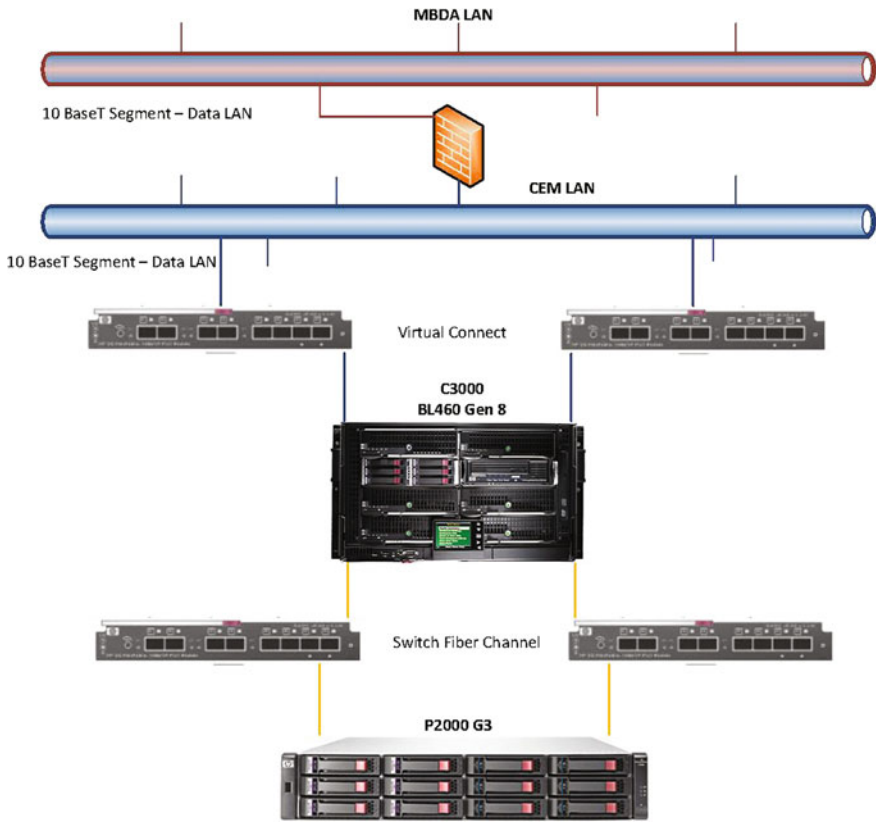 MBDA LAN
10 BaseT Segment – Data LAN
CEM LAN
10 BaseT Segment – Data LAN
Virtual Connect
C3000
BL460 Gen 8
Switch Fiber Channel
P2000 G3